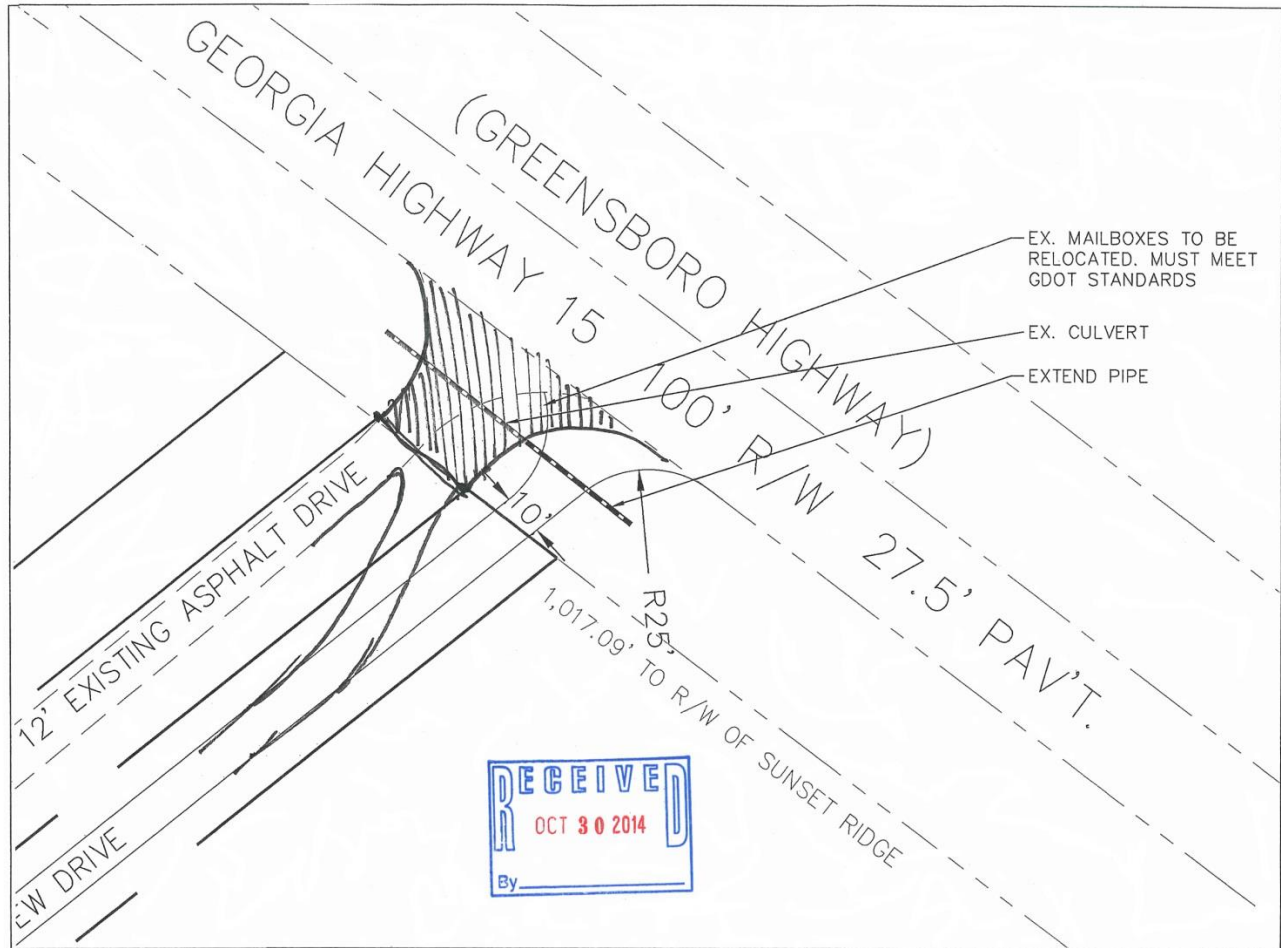 GEORGIA HIGHWAY 15
(GREENSBORO HIGHWAY)
100' R/W 27.5' PAV'T.
EX. MAILBOXES TO BE
RELOCATED. MUST MEET
GDOT STANDARDS
EX. CULVERT
EXTEND PIPE
10'
R25'
1,017.09' TO R/W OF SUNSET RIDGE
12' EXISTING ASPHALT DRIVE
EW DRIVE
RECEIVED
OCT 30 2014
By